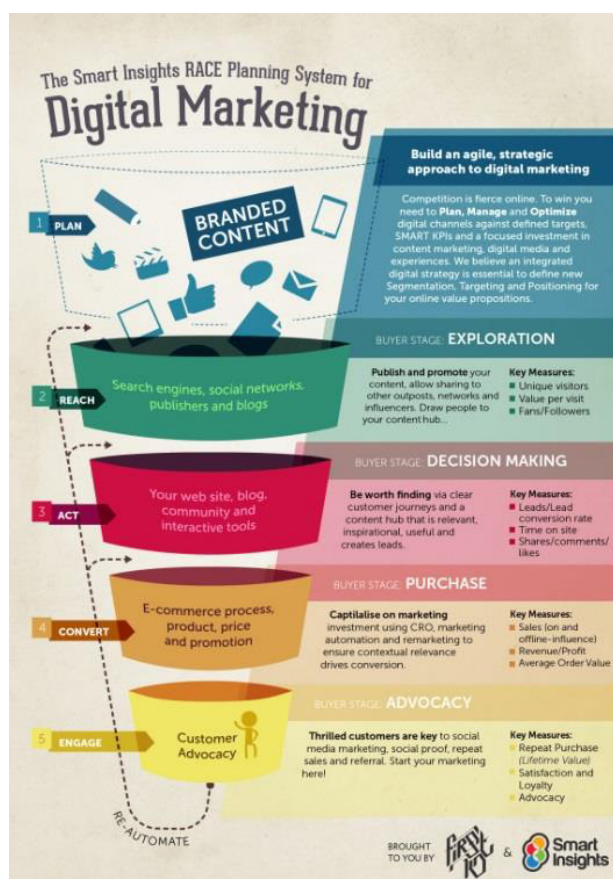 The Smart Insights RACE Planning System for
Digital Marketing
Build an agile, strategic
approach to digital marketing
Competition is fierce online. To win you
need to Plan, Manage and Optimize
digital channels against defined targets,
SMART KPIs and a focused investment in
content marketing, digital media and
experiences. We believe an integrated
digital strategy is essential to define new
Segmentation, Targeting and Positioning for
your online value propositions.
1 PLAN
BRANDED
CONTENT
BUYER STAGE: EXPLORATION
2 REACH
Search engines, social networks,
publishers and blogs
Publish and promote your
content, allow sharing to
other outposts, networks and
influencers. Draw people to
your content hub...
Key Measures:
Unique visitors
Value per visit
Fans/Followers
BUYER STAGE: DECISION MAKING
3 ACT
Your web site, blog,
community and
interactive tools
Be worth finding via clear
customer journeys and a
content hub that is relevant,
inspirational, useful and
creates leads.
Key Measures:
Leads/Lead
conversion rate
Time on site
Shares/comments/
likes
BUYER STAGE: PURCHASE
4 CONVERT
E-commerce process,
product, price
and promotion
Captilalise on marketing
investment using CRO, marketing
automation and remarketing to
ensure contextual relevance
drives conversion.
Key Measures:
Sales (on and
offline-influence)
Revenue/Profit
Average Order Value
BUYER STAGE: ADVOCACY
5 ENGAGE
Customer
Advocacy
Thrilled customers are key to social
media marketing, social proof, repeat
sales and referral. Start your marketing
here!
Key Measures:
Repeat Purchase
(Lifetime Value)
Satisfaction and
Loyalty
Advocacy
RE-AUTOMATE
BROUGHT
TO YOU BY
First 10
&
Smart
Insights